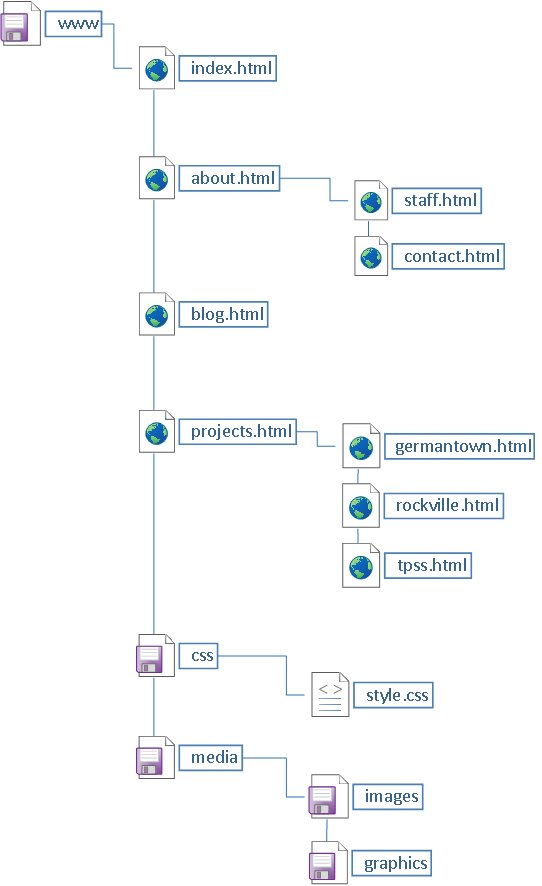 www
index.html
about.html
staff.html
contact.html
blog.html
projects.html
germantown.html
rockville.html
tpss.html
css
< >
style.css
media
images
graphics